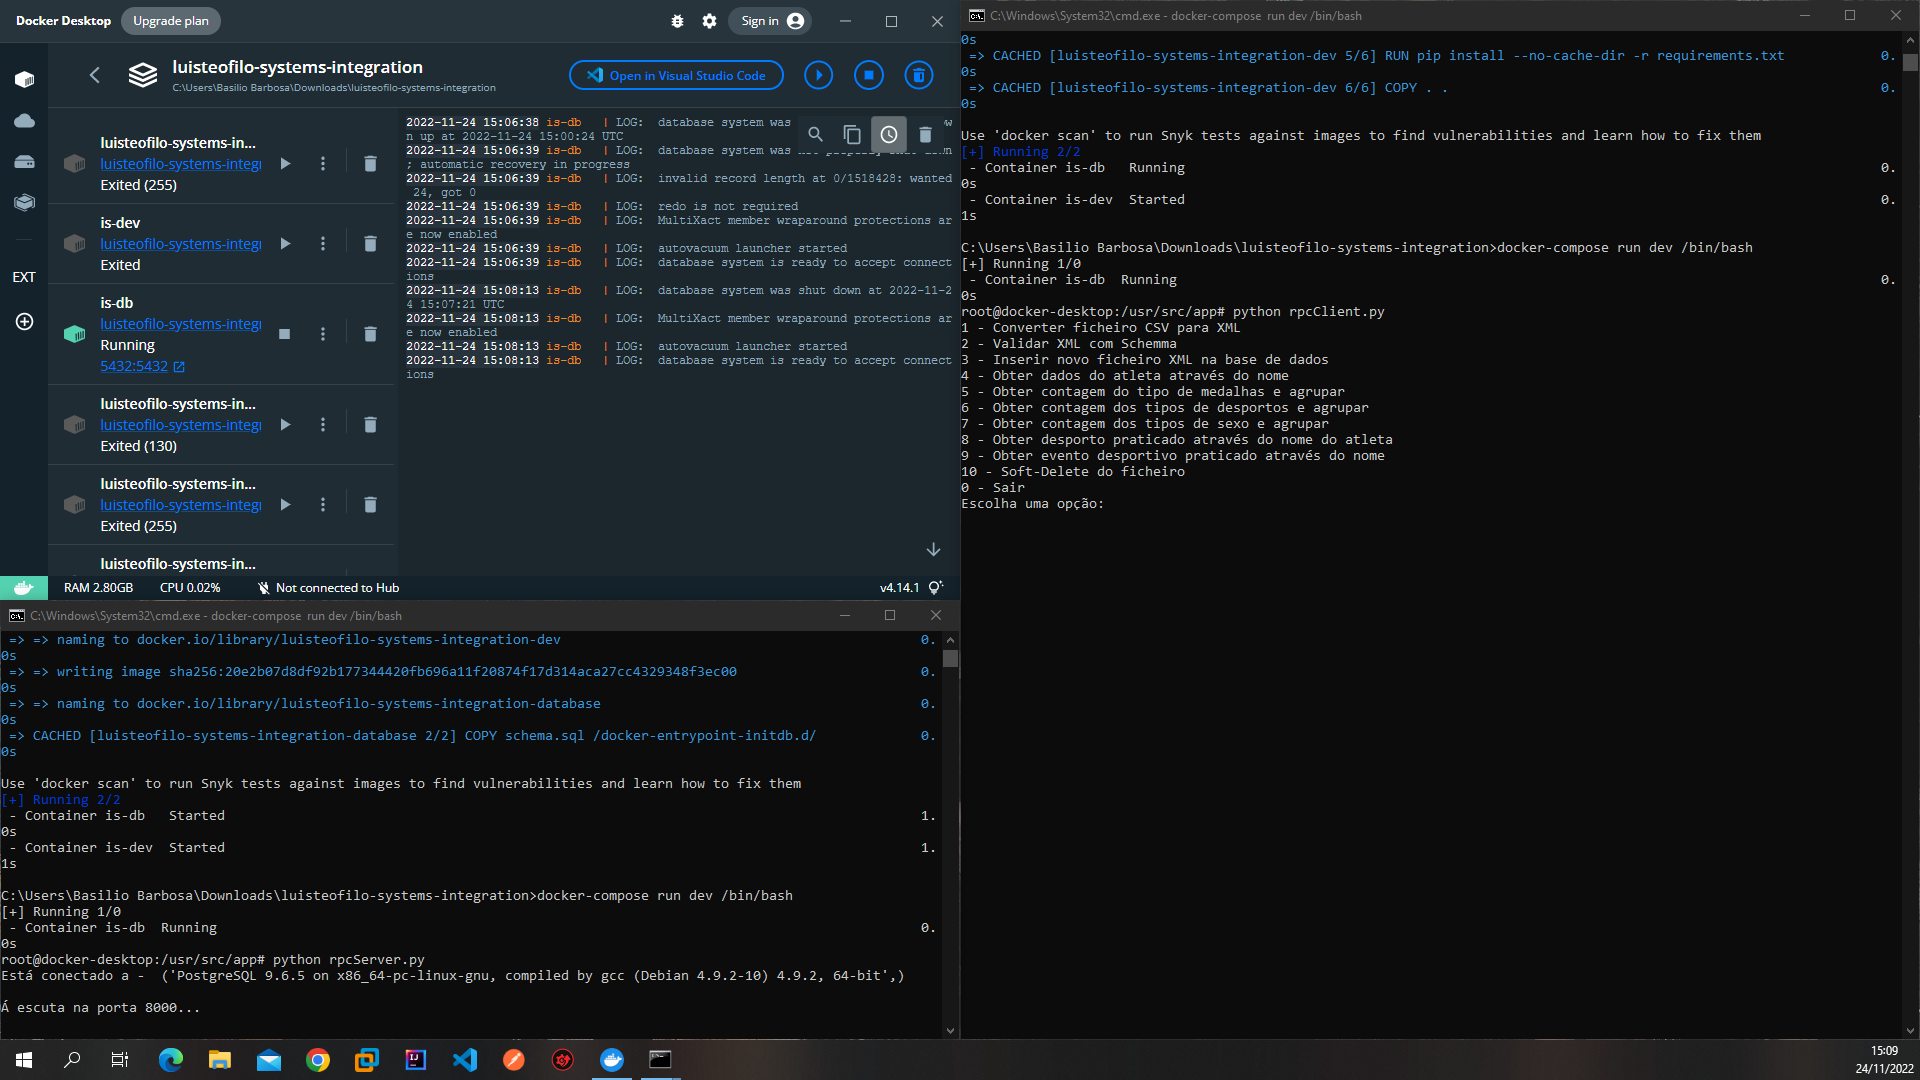 Docker Desktop
Upgrade plan
Sign in
luisteofilo-systems-integration
C:\Users\Basilio Barbosa\Downloads\luisteofilo-systems-integration
Open in Visual Studio Code
EXT
luisteofilo-systems-in...
luisteofilo-systems-integ
Exited (255)
is-dev
luisteofilo-systems-integ
Exited
is-db
luisteofilo-systems-integ
Running
5432:5432
luisteofilo-systems-in...
luisteofilo-systems-integ
Exited (130)
luisteofilo-systems-in...
luisteofilo-systems-integ
Exited (255)
luisteofilo-systems-in...
2022-11-24 15:06:38 is-db | LOG: database system was
n up at 2022-11-24 15:00:24 UTC
2022-11-24 15:06:39 is-db | LOG: database system was
; automatic recovery in progress
2022-11-24 15:06:39 is-db | LOG: invalid record length at 0/1518428: wanted
24, got 0
2022-11-24 15:06:39 is-db | LOG: redo is not required
2022-11-24 15:06:39 is-db | LOG: MultiXact member wraparound protections ar
e now enabled
2022-11-24 15:06:39 is-db | LOG: autovacuum launcher started
2022-11-24 15:06:39 is-db | LOG: database system is ready to accept connect
ions
2022-11-24 15:08:13 is-db | LOG: database system was shut down at 2022-11-2
4 15:07:21 UTC
2022-11-24 15:08:13 is-db | LOG: MultiXact member wraparound protections ar
e now enabled
2022-11-24 15:08:13 is-db | LOG: autovacuum launcher started
2022-11-24 15:08:13 is-db | LOG: database system is ready to accept connect
ions
RAM 2.80GB CPU 0.02% Not connected to Hub
v4.14.1
C:\Windows\System32\cmd.exe - docker-compose run dev /bin/bash
=> => naming to docker.io/library/luisteofilo-systems-integration-dev 0.
0s
=> => writing image sha256:20e2b07d8df92b177344420fb696a11f20874f17d314aca27cc4329348f3ec00 0.
0s
=> => naming to docker.io/library/luisteofilo-systems-integration-database 0.
0s
=> CACHED [luisteofilo-systems-integration-database 2/2] COPY schema.sql /docker-entrypoint-initdb.d/ 0.
0s
Use 'docker scan' to run Snyk tests against images to find vulnerabilities and learn how to fix them
[+] Running 2/2
- Container is-db Started 1.
0s
- Container is-dev Started 1.
1s
C:\Users\Basilio Barbosa\Downloads\luisteofilo-systems-integration>docker-compose run dev /bin/bash
[+] Running 1/0
- Container is-db Running 0.
0s
root@docker-desktop:/usr/src/app# python rpcServer.py
Está conectado a - ('PostgreSQL 9.6.5 on x86_64-pc-linux-gnu, compiled by gcc (Debian 4.9.2-10) 4.9.2, 64-bit',)
Á escuta na porta 8000...
C:\Windows\System32\cmd.exe - docker-compose run dev /bin/bash
0s
=> CACHED [luisteofilo-systems-integration-dev 5/6] RUN pip install --no-cache-dir -r requirements.txt 0.
0s
=> CACHED [luisteofilo-systems-integration-dev 6/6] COPY . . 0.
0s
Use 'docker scan' to run Snyk tests against images to find vulnerabilities and learn how to fix them
[+] Running 2/2
- Container is-db Running 0.
0s
- Container is-dev Started 0.
1s
C:\Users\Basilio Barbosa\Downloads\luisteofilo-systems-integration>docker-compose run dev /bin/bash
[+] Running 1/0
- Container is-db Running 0.
0s
root@docker-desktop:/usr/src/app# python rpcClient.py
1 - Converter ficheiro CSV para XML
2 - Validar XML com Schemma
3 - Inserir novo ficheiro XML na base de dados
4 - Obter dados do atleta através do nome
5 - Obter contagem do tipo de medalhas e agrupar
6 - Obter contagem dos tipos de desportos e agrupar
7 - Obter contagem dos tipos de sexo e agrupar
8 - Obter desporto praticado através do nome do atleta
9 - Obter evento desportivo praticado através do nome
10 - Soft-Delete do ficheiro
0 - Sair
Escolha uma opção:
15:09
24/11/2022